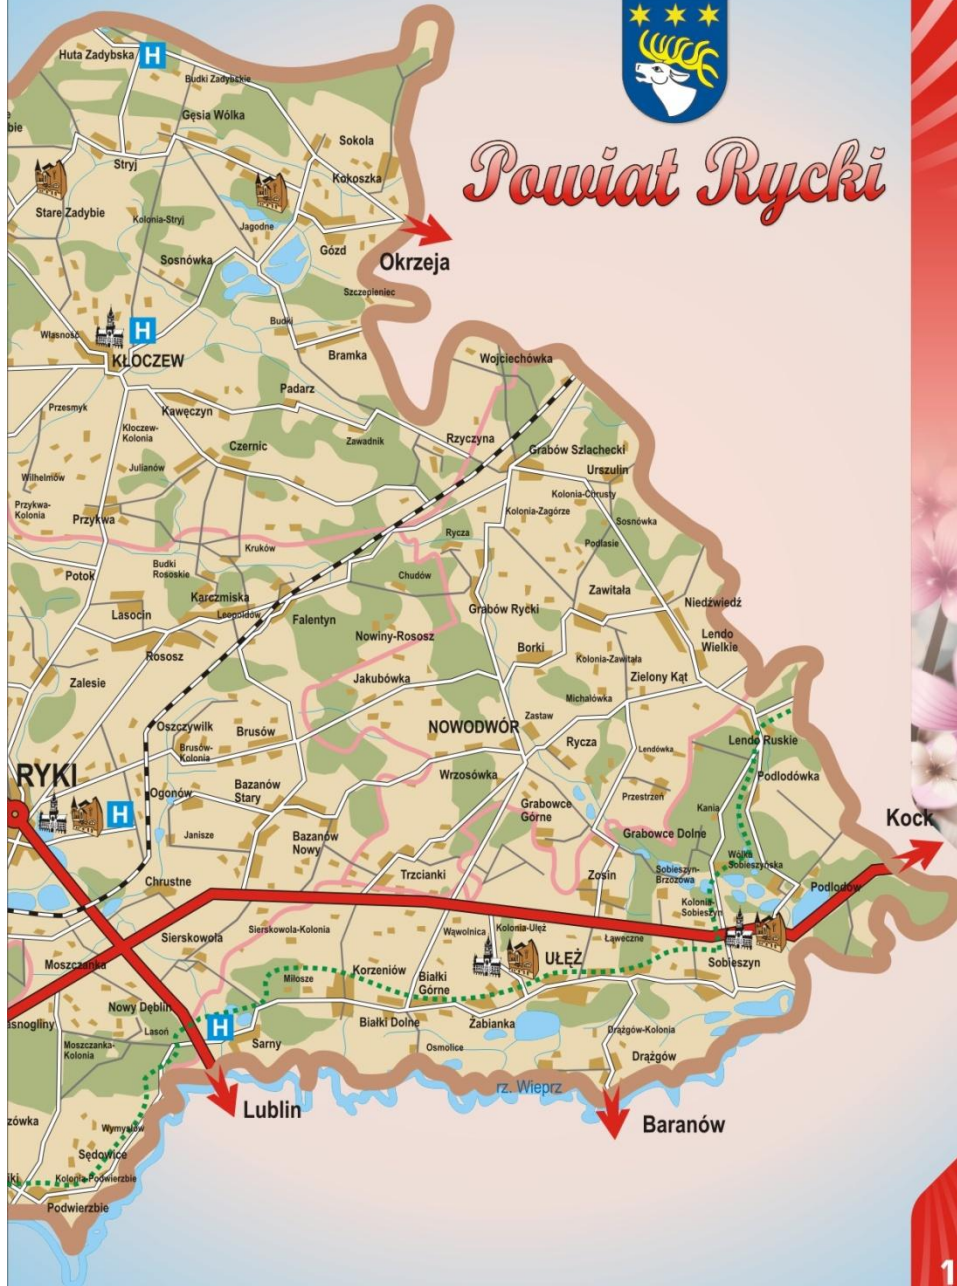 Powiat Rycki
Huta Zadybska
H
Budki Zadybskie
Gęsia Wólka
bie
Sokola
Stryj
Kokoszka
Stare Zadybie
Kolonia-Stryj
Jagodne
Gózd
Sosnówka
Okrzeja
Szczepieniec
Własność
H
Budki
KŁOCZEW
Bramka
Wojciechówka
Padarz
Przesmyk
Kawęczyn
Kłoczew-
Kolonia
Czernic
Zawadnik
Rzyczyna
Grabów Szlachecki
Julianów
Urszulin
Wilhelmów
Kolonia-Churusty
Przykwa-
Kolonia
Przykwa
Kolonia-Zagórze
Sosnówka
Rycza
Podlasie
Kruków
Budki
Rososkie
Potok
Chudów
Karczmiska
Zawitała
Niedźwiedź
Lasocin
Leopoldów
Falentyn
Grabów Rycki
Nowiny-Rososz
Lendo
Wielkie
Rososz
Borki
Kolonia-Zawitała
Zalesie
Jakubówka
Zielony Kąt
Michalówka
Oszczywilk
Brusów
NOWODWÓR
Zastaw
Rycza
Lendo Ruskie
Brusów-
Kolonia
Lendówka
RYKI
Wrzosówka
Podlodówka
Ogonów
Bazanów
Stary
Przestrzeń
H
Grabowce
Górne
Kania
Kock
Janisze
Bazanów
Nowy
Grabowce Dolne
Wólka
Sobieszyńska
Chrustne
Trzcianki
Zosin
Sobieszyn-
Brzozowa
Podlodów
Kolonia-
Sobieszyn
Sierskowola
Sierskowola-Kolonia
Wąwolnica
Kolonia-Ułęż
Ławeczne
Moszczanka
UŁĘŻ
Sobieszyn
Korzeniów
Miłosze
Białki
Górne
Nowy Dęblin
asnogliny
Lasoń
H
Białki Dolne
Żabianka
Drążgów-Kolonia
Moszczanka-
Kolonia
Sarny
Osmolice
Drążgów
rz. Wieprz
Lublin
zówka
Baranów
Wymysłów
Sędowice
iki
Kolonia-Podwierzbie
Podwierzbie
1